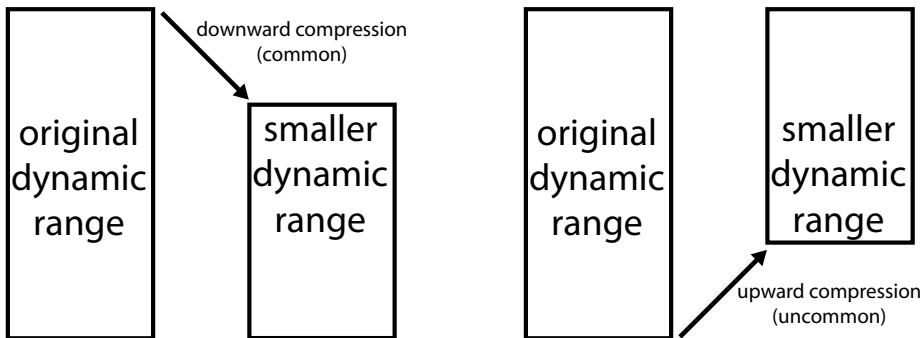 original
dynamic
range
downward compression
(common)
smaller
dynamic
range
original
dynamic
range
smaller
dynamic
range
upward compression
(uncommon)